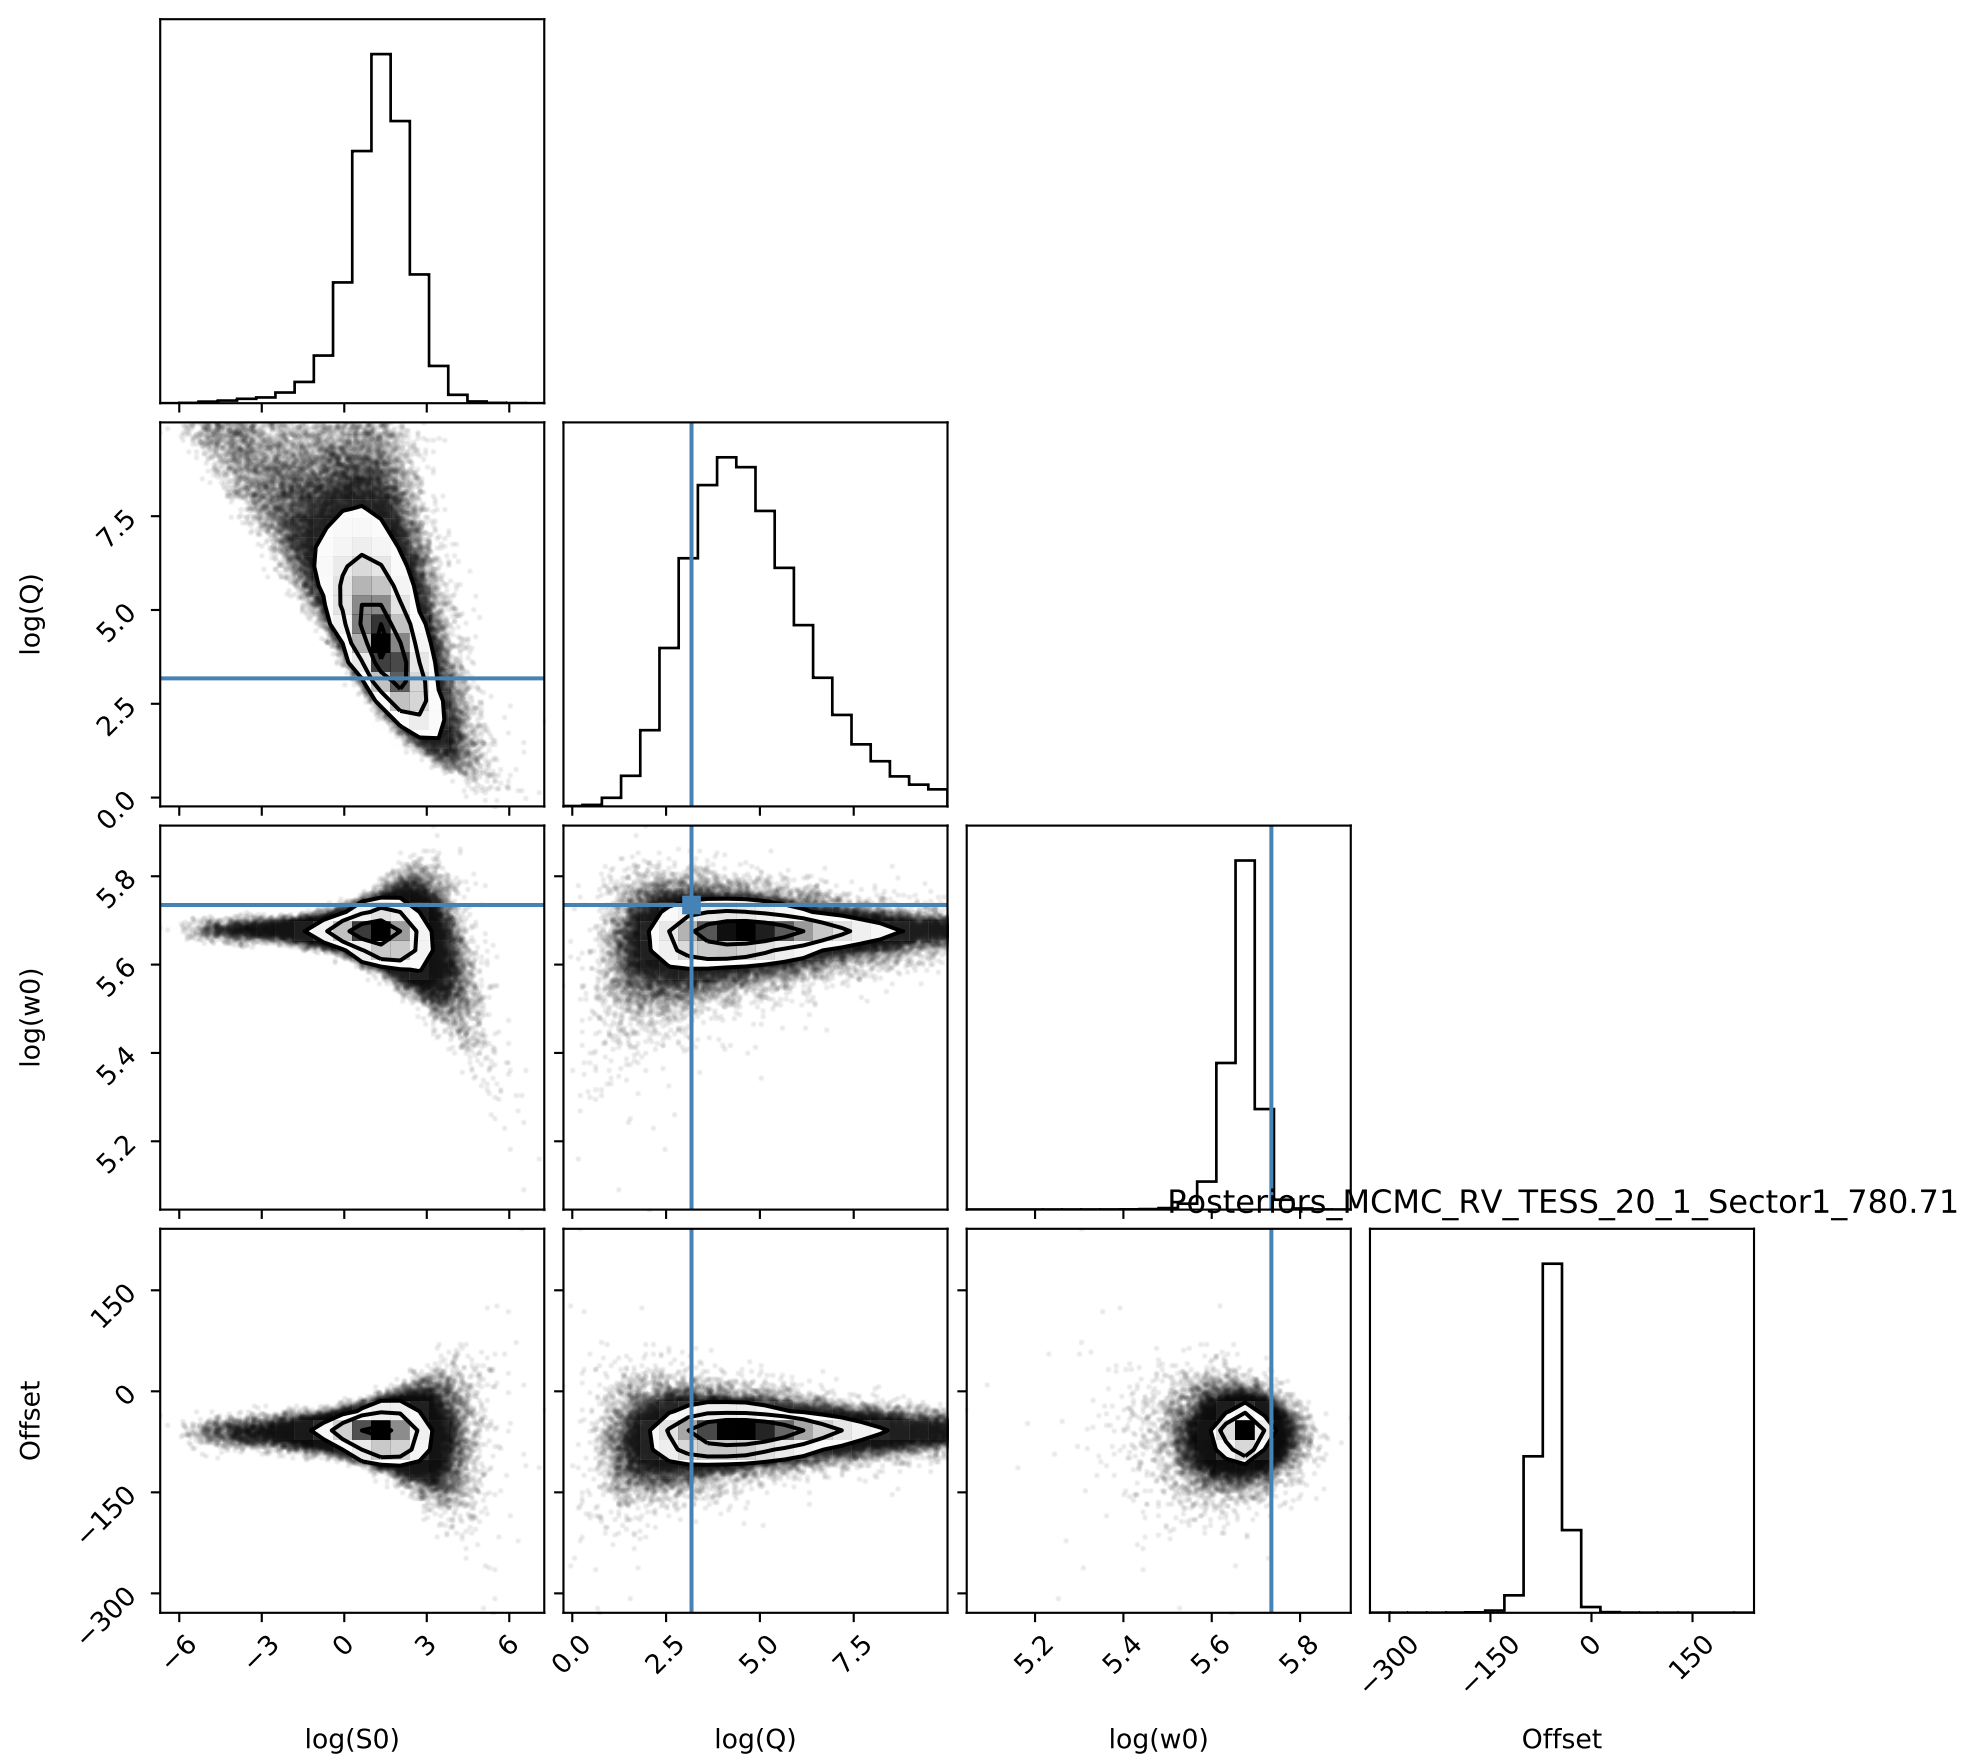 log(Q)
7.5
5.0
2.5
0.0
log(w0)
5.8
5.6
5.4
5.2
Posteriors_MCMC_RV_TESS_20_1_Sector1_780.71
Offset
150
0
−150
−300
−6 −3 0 3 6 0.0 2.5 5.0 7.5 5.2 5.4 5.6 5.8 −300 −150 0 150
log(S0) log(Q) log(w0) Offset